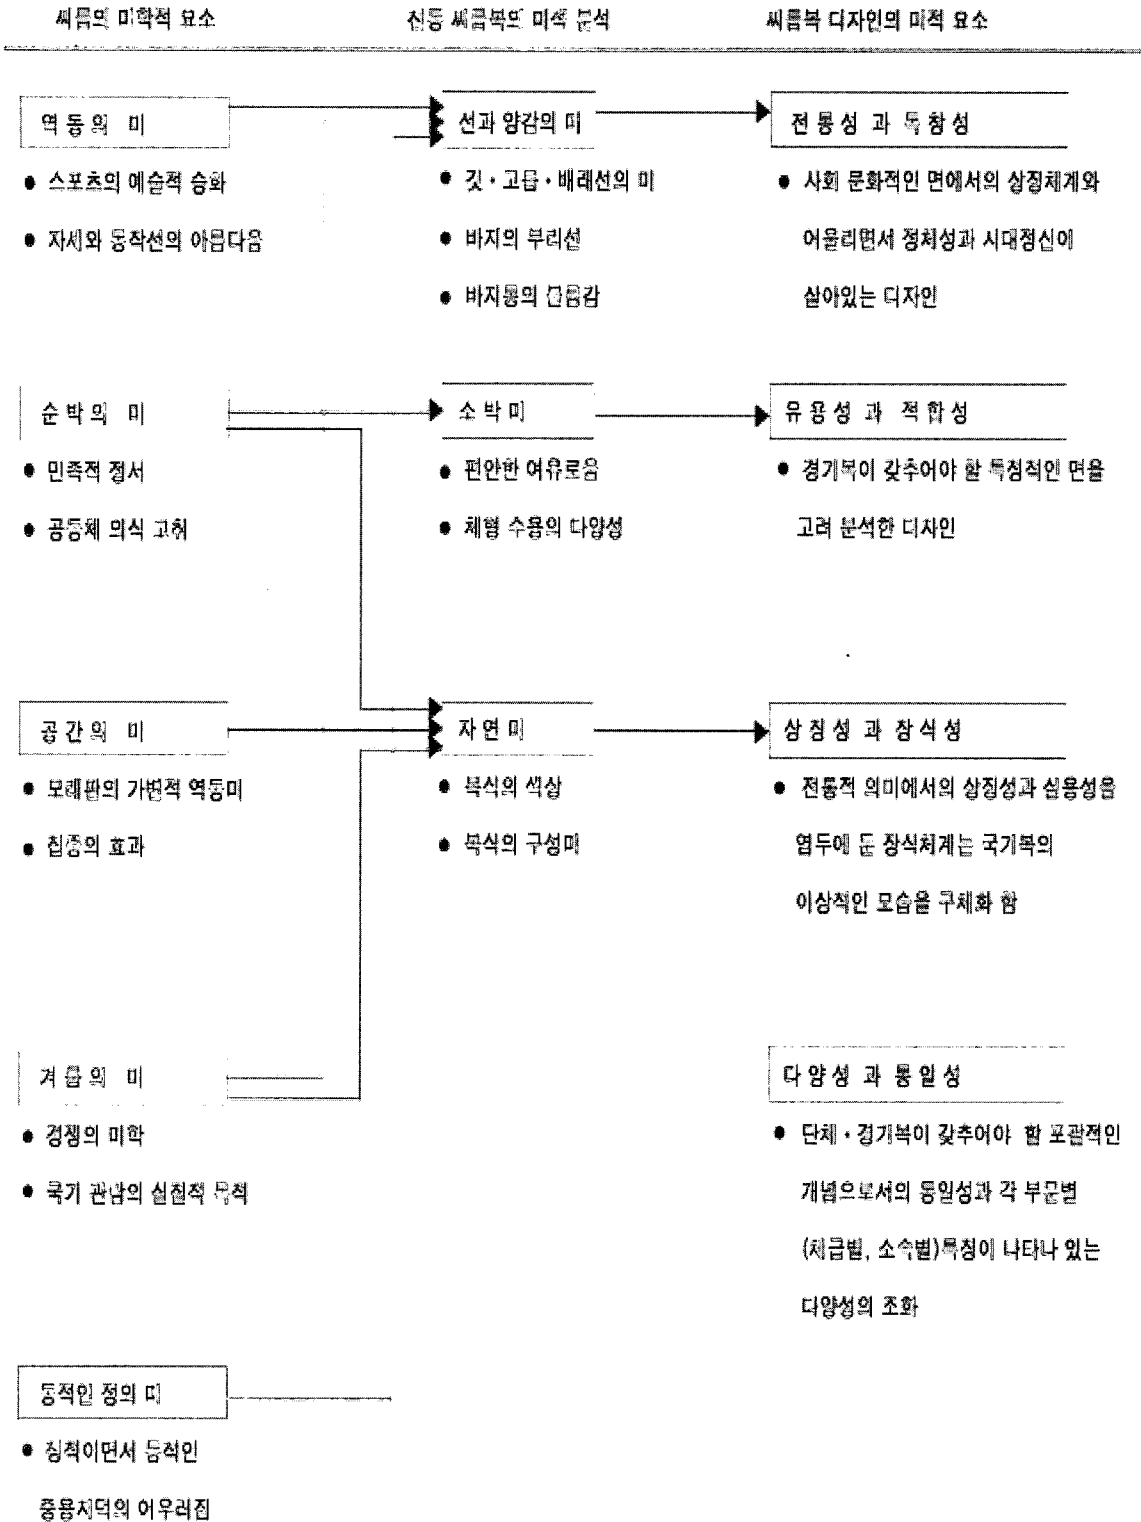 씨름의 미학적 요소
전통 씨름복의 미적 분석
씨름복 디자인의 미적 요소
역동의 미
● 스포츠의 예술적 승화
● 자세와 동작선의 아름다움
순박의 미
● 민족적 정서
● 공동체 의식 고취
공간의 미
● 모래판의 가변적 역동미
● 집중의 효과
겨룸의 미
● 경쟁의 미학
● 국기 관람의 실질적 목적
동적인 정의 미
● 정적이면서 동적인
중용지덕의 어우러짐
선과 양감의 미
● 깃·고름·배래선의 미
● 바지의 부리선
● 바지통의
소박미
● 편안한 여유로움
● 체형 수용의 다양성
자연미
● 복식의 색상
● 복식의 구성미
전통성 과 독창성
● 사회 문화적인 면에서의 상징체계와
어울리면서 정체성과 시대정신에
살아있는 디자인
유용성 과 적합성
● 경기복이 갖추어야 할 특징적인 면을
고려 분석한 디자인
상징성 과 장식성
● 전통적 의미에서의 상징성과 실용성을
염두에 둔 장식체계는 국기복의
이상적인 모습을 구체화 함
다양성 과 통일성
● 단체·경기복이 갖추어야 할 포괄적인
개념으로서의 통일성과 각 부문별
(체급별, 소속별)특징이 나타나 있는
다양성의 조화